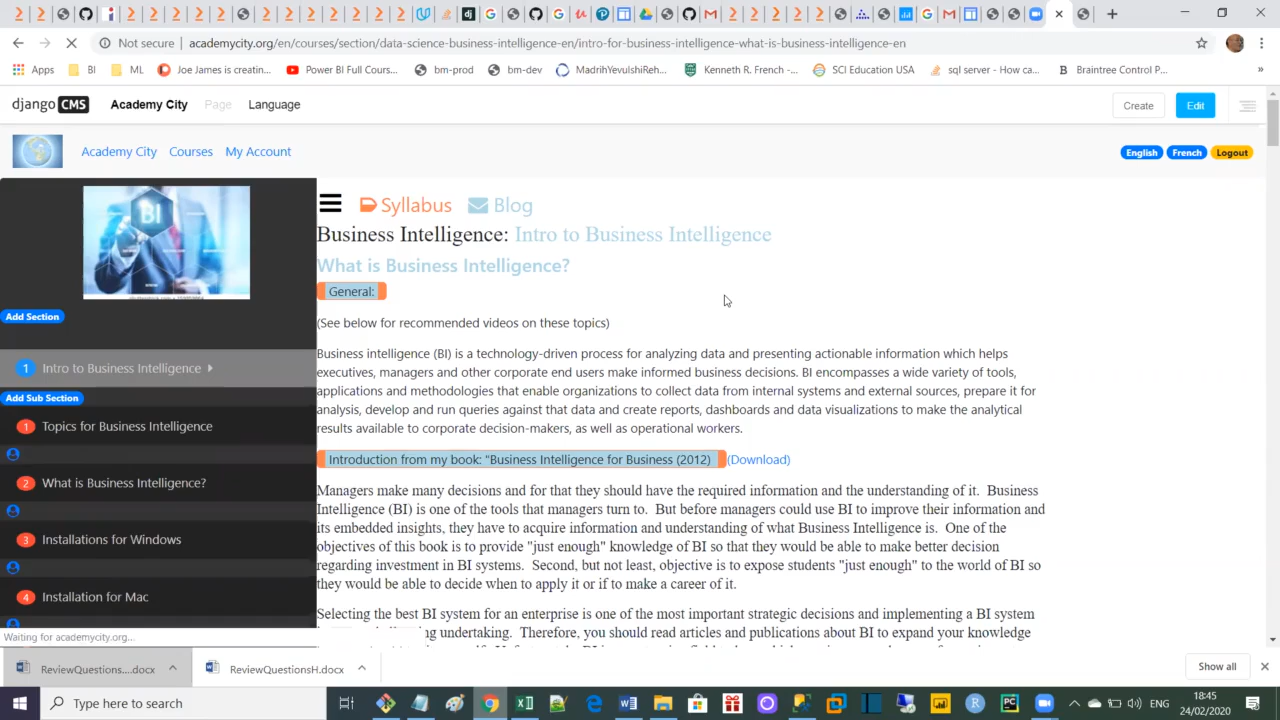 Not secure | academycity.org/en/courses/section/data-science-business-intelligence-en/intro-for-business-intelligence-what-is-business-intelligence-en
Apps BI ML Joe James is creatin... Power BI Full Cours... bm-prod bm-dev MadrihYevulshiReh... Kenneth R. French -... SCI Education USA sql server - How ca... Braintree Control P... »
django CMS Academy City Page Language Create Edit
Academy City Courses My Account English French Logout
BI
Syllabus Blog
Business Intelligence: Intro to Business Intelligence
What is Business Intelligence?
General:
Add Section
(See below for recommended videos on these topics)
Business intelligence (BI) is a technology-driven process for analyzing data and presenting actionable information which helps
executives, managers and other corporate end users make informed business decisions. BI encompasses a wide variety of tools,
applications and methodologies that enable organizations to collect data from internal systems and external sources, prepare it for
analysis, develop and run queries against that data and create reports, dashboards and data visualizations to make the analytical
results available to corporate decision-makers, as well as operational workers.
1 Intro to Business Intelligence
Add Sub Section
1 Topics for Business Intelligence
2 What is Business Intelligence?
3 Installations for Windows
4 Installation for Mac
Introduction from my book: "Business Intelligence for Business (2012) (Download)
Managers make many decisions and for that they should have the required information and the understanding of it. Business
Intelligence (BI) is one of the tools that managers turn to. But before managers could use BI to improve their information and
its embedded insights, they have to acquire information and understanding of what Business Intelligence is. One of the
objectives of this book is to provide "just enough" knowledge of BI so that they would be able to make better decision
regarding investment in BI systems. Second, but not least, objective is to expose students "just enough" to the world of BI so
they would be able to decide when to apply it or if to make a career of it.
Selecting the best BI system for an enterprise is one of the most important strategic decisions and implementing a BI system
undertaking. Therefore, you should read articles and publications about BI to expand your knowledge
Waiting for academycity.org...
ReviewQuestions....docx ReviewQuestionsH.docx Show all
Type here to search
ENG
18:45
24/02/2020